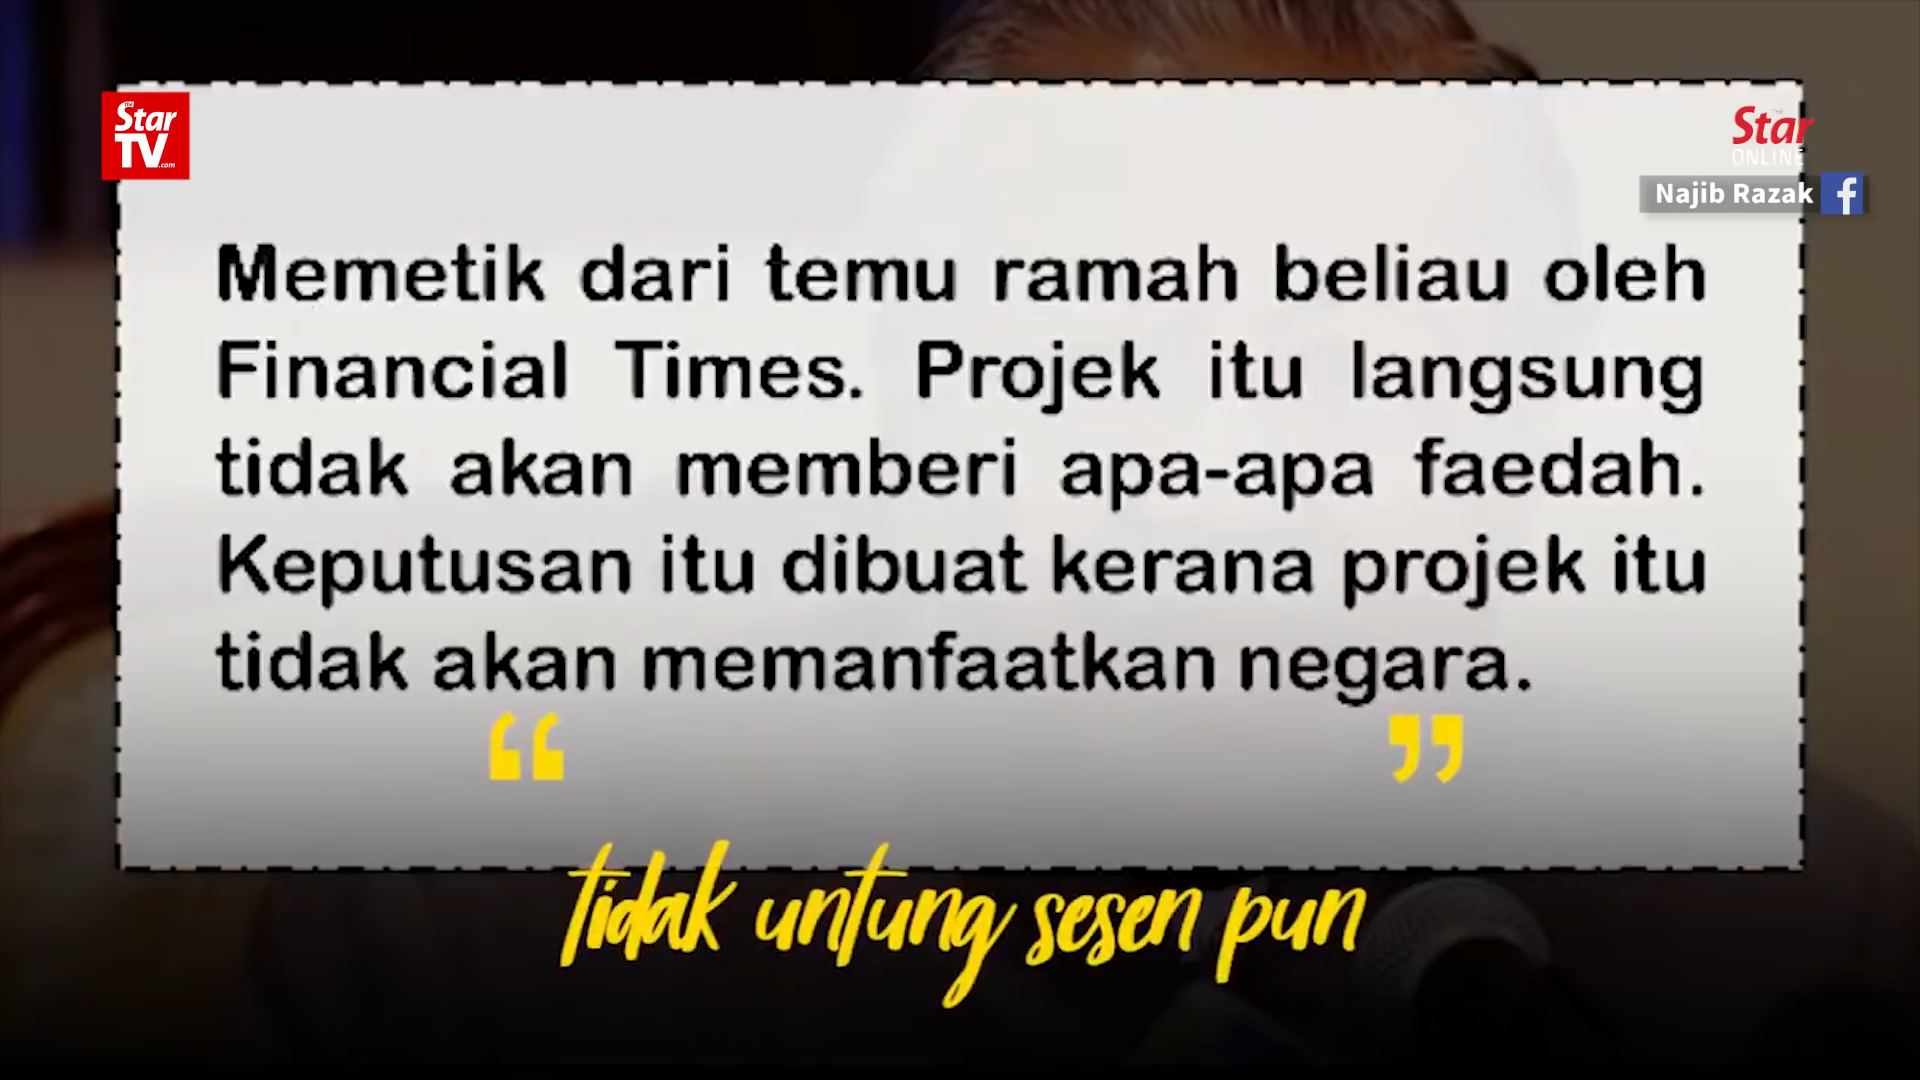 The Star
TV.com
THE
Star
ONLINE
Najib Razak f
Memetik dari temu ramah beliau oleh
Financial Times. Projek itu langsung
tidak akan memberi apa-apa faedah.
Keputusan itu dibuat kerana projek itu
tidak akan memanfaatkan negara.
“ ”
tidak untung sesen pun